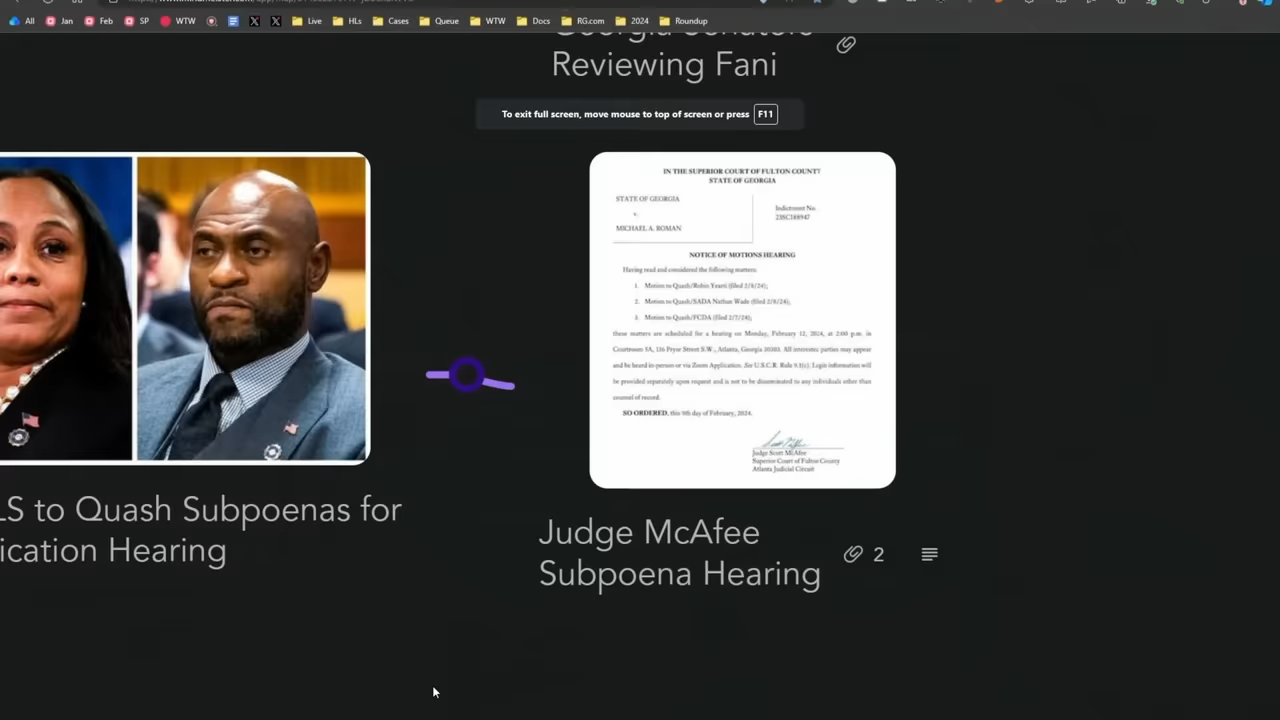 All Jan Feb SP WTW Live HLs Cases Queue WTW Docs RG.com 2024 Roundup
Georgia Senators
Reviewing Fani
To exit full screen, move mouse to top of screen or press F11
IN THE SUPERIOR COURT OF FULTON COUNTY
STATE OF GEORGIA
STATE OF GEORGIA
v.
MICHAEL A. ROMAN
Indictment No.
23SC188947
NOTICE OF MOTIONS HEARING
Having read and considered the following matters:
1. Motion to Quash/Robin Yearti (filed 2/8/24);
2. Motion to Quash/SADA Nathan Wade (filed 2/8/24);
3. Motion to Quash/FCDA (filed 2/7/24);
these matters are scheduled for a hearing on Monday, February 12, 2024, at 2:00 p.m. in
Courtroom 5A, Pryor Street S.W., Atlanta, Georgia 30303. All interested parties may appear
and be heard in-person or via Zoom Application. See U.S.C.R. Rule 9.1(c). Login information will
be provided separately upon request and is not to be disseminated to any individuals other than
counsel of record.
SO ORDERED, this 9th day of February, 2024.
Judge Scott McAfee
Superior Court of Fulton County
Atlanta Judicial Circuit
LS to Quash Subpoenas for
ication Hearing
Judge McAfee
Subpoena Hearing
2